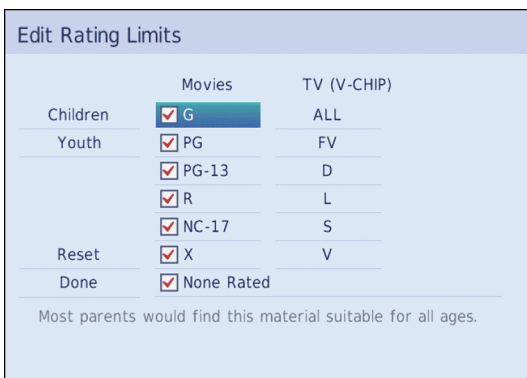 Edit Rating Limits
Movies TV (V-CHIP)
Children G ALL
Youth PG FV
PG-13 D
R L
NC-17 S
Reset X V
Done None Rated
Most parents would find this material suitable for all ages.